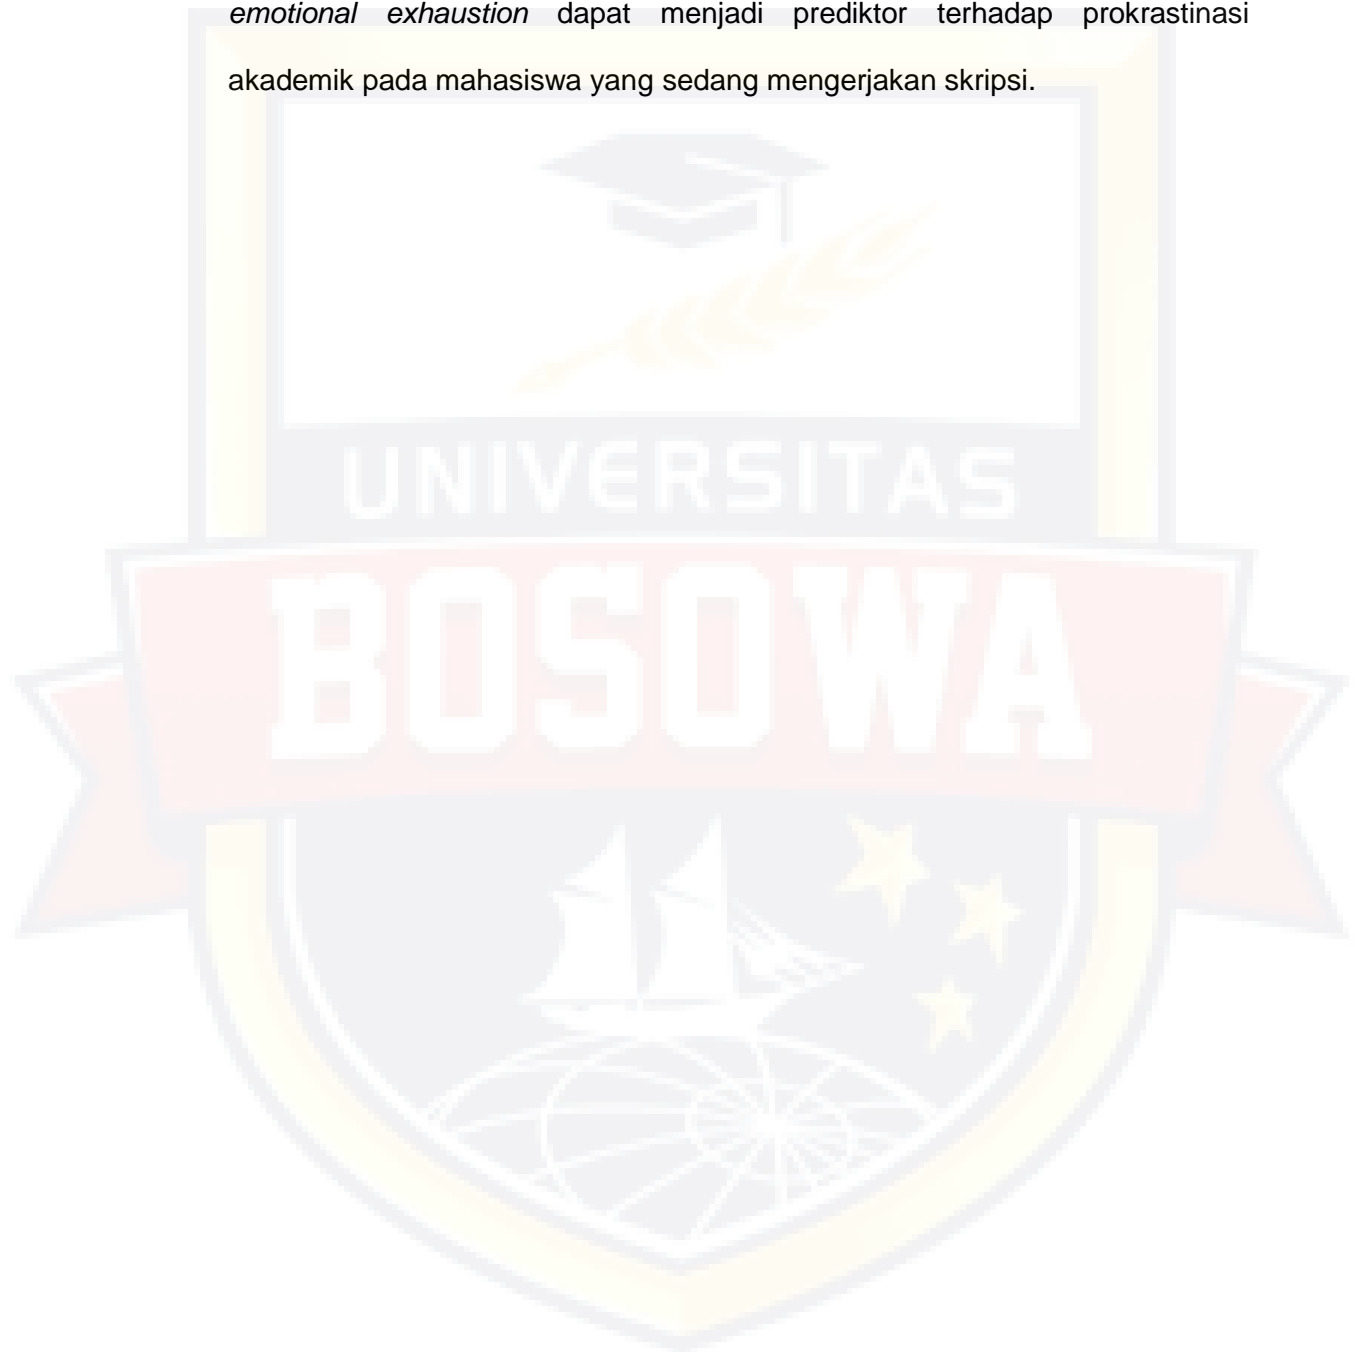 emotional exhaustion dapat menjadi prediktor terhadap prokrastinasi
akademik pada mahasiswa yang sedang mengerjakan skripsi.
UNIVERSITAS
BOSOWA